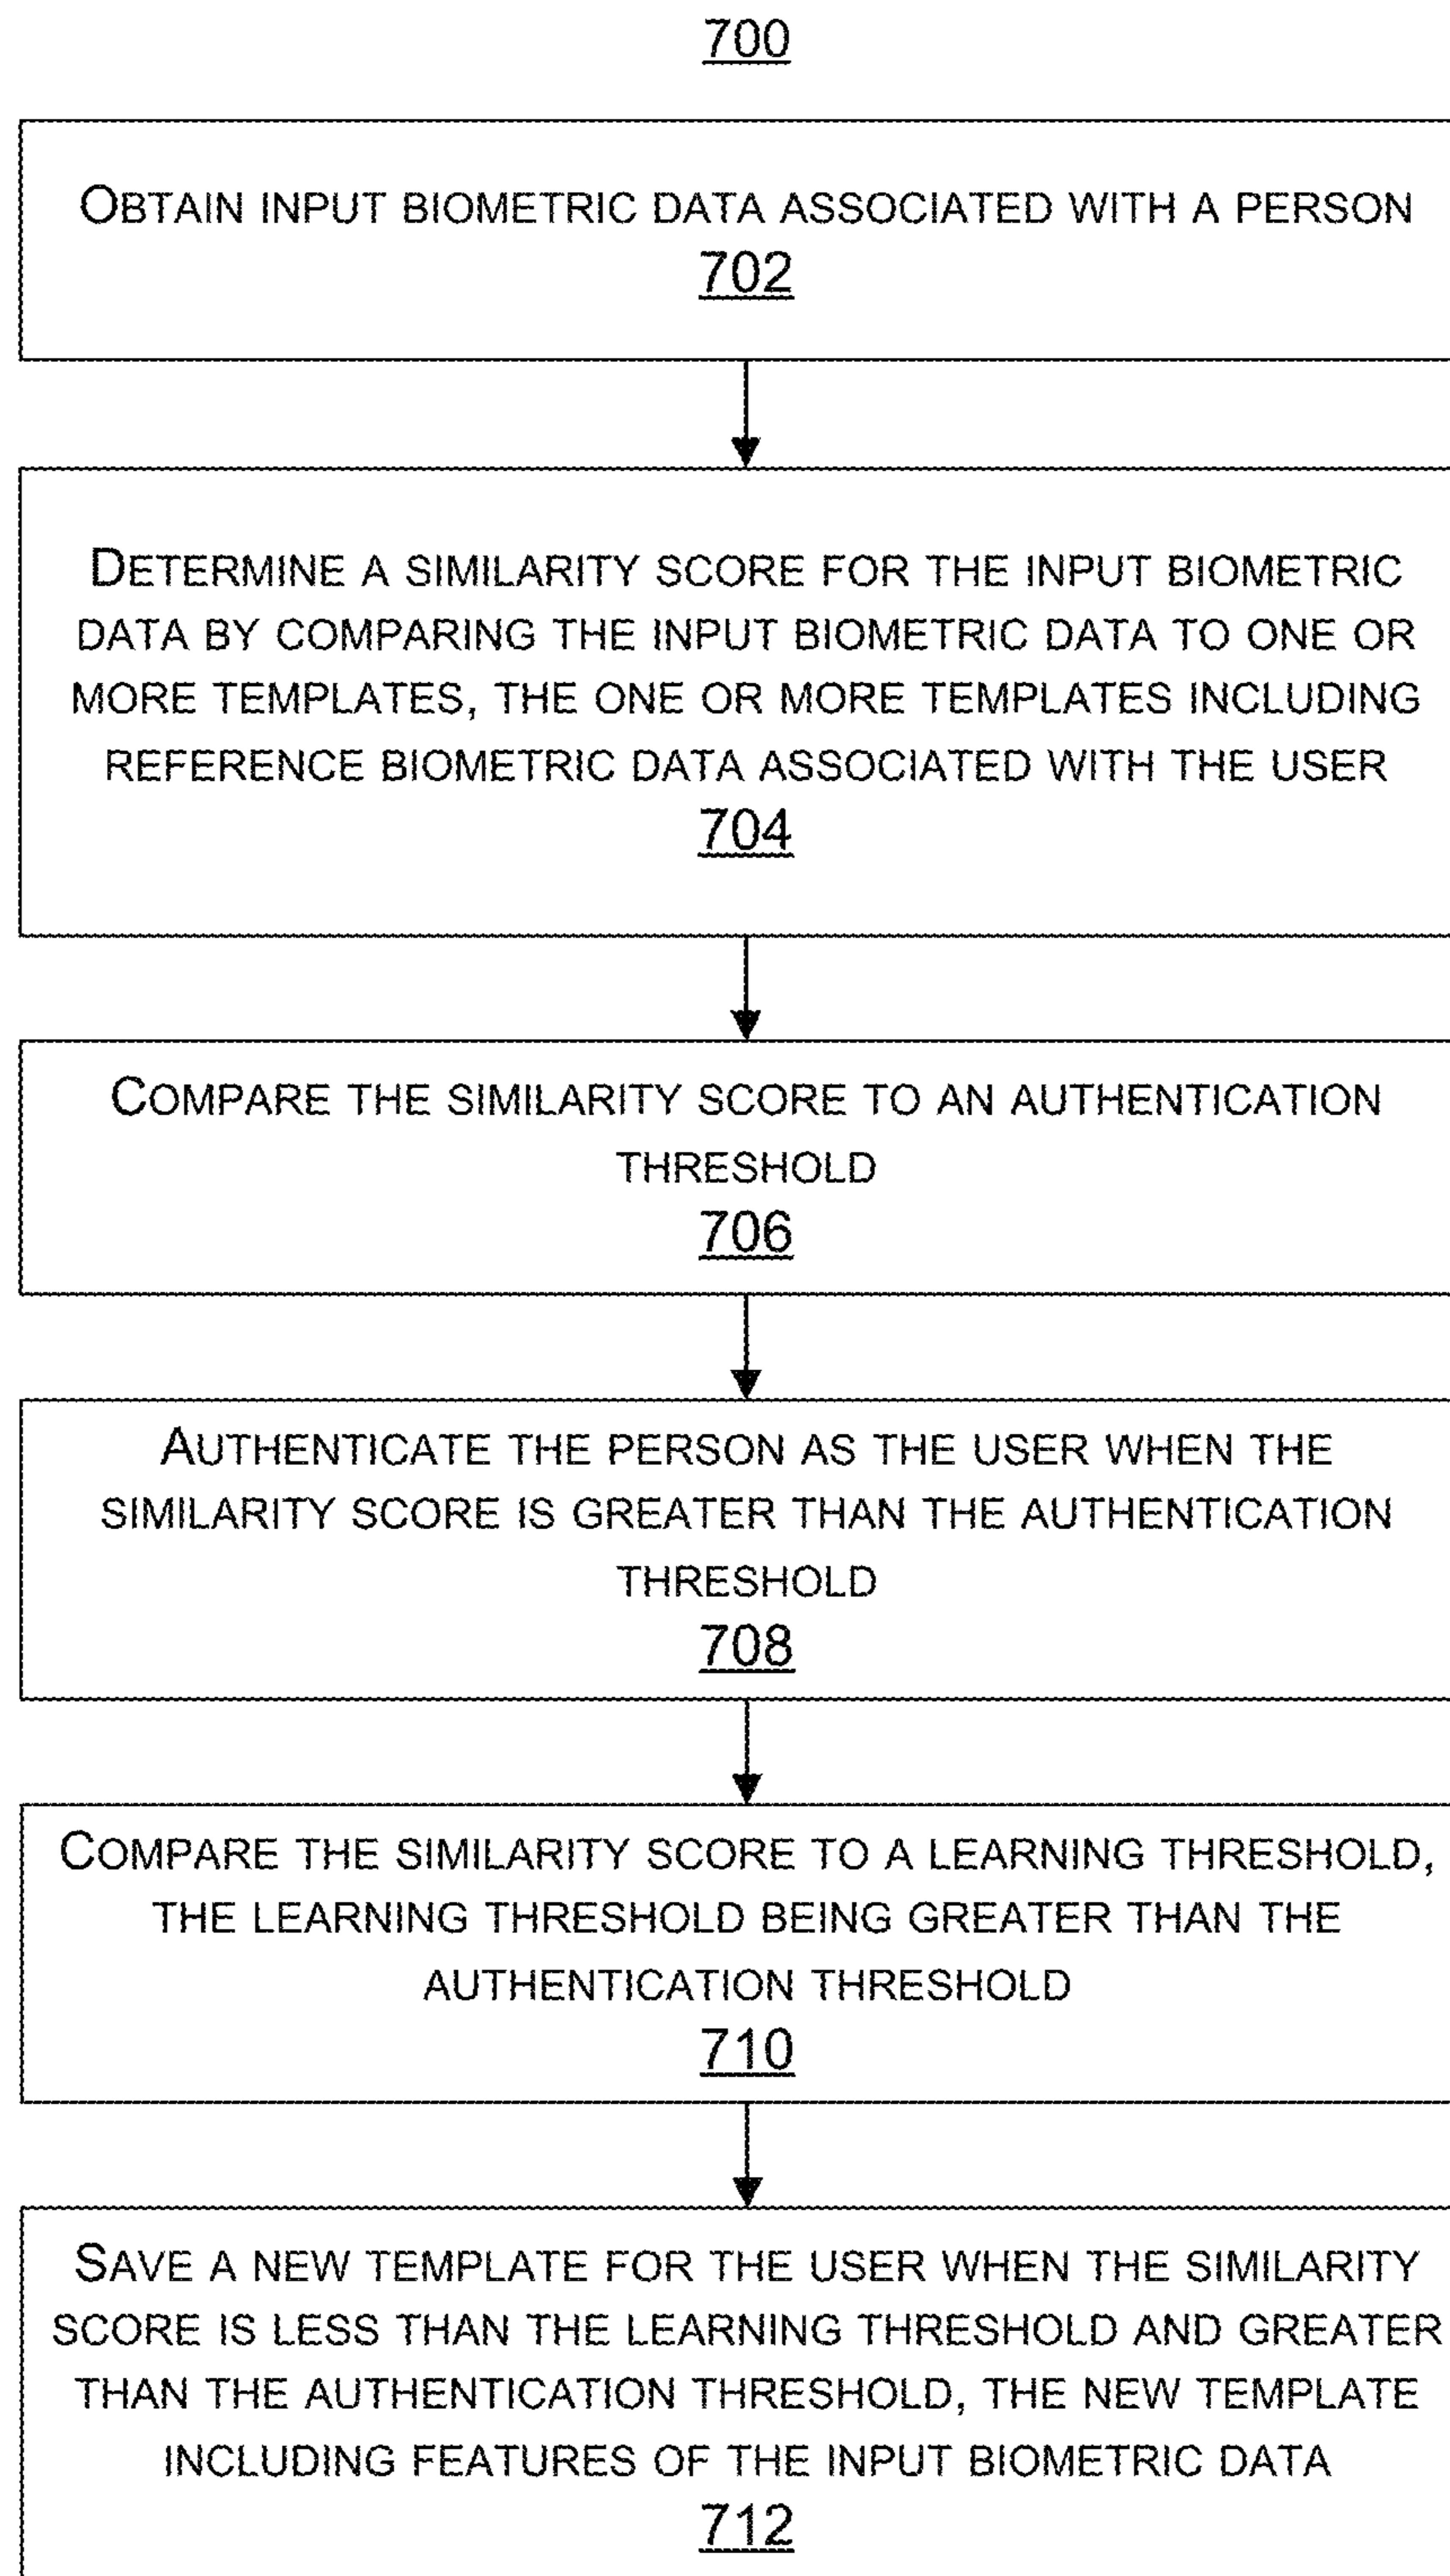 700
OBTAIN INPUT BIOMETRIC DATA ASSOCIATED WITH A PERSON
702
DETERMINE A SIMILARITY SCORE FOR THE INPUT BIOMETRIC
DATA BY COMPARING THE INPUT BIOMETRIC DATA TO ONE OR
MORE TEMPLATES, THE ONE OR MORE TEMPLATES INCLUDING
REFERENCE BIOMETRIC DATA ASSOCIATED WITH THE USER
704
COMPARE THE SIMILARITY SCORE TO AN AUTHENTICATION
THRESHOLD
706
AUTHENTICATE THE PERSON AS THE USER WHEN THE
SIMILARITY SCORE IS GREATER THAN THE AUTHENTICATION
THRESHOLD
708
COMPARE THE SIMILARITY SCORE TO A LEARNING THRESHOLD,
THE LEARNING THRESHOLD BEING GREATER THAN THE
AUTHENTICATION THRESHOLD
710
SAVE A NEW TEMPLATE FOR THE USER WHEN THE SIMILARITY
SCORE IS LESS THAN THE LEARNING THRESHOLD AND GREATER
THAN THE AUTHENTICATION THRESHOLD, THE NEW TEMPLATE
INCLUDING FEATURES OF THE INPUT BIOMETRIC DATA
712